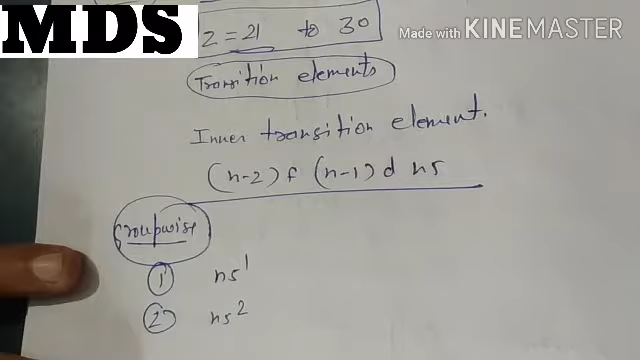 MDS
Z = 21 to 30
Made with KINEMASTER
Transition elements
Inner transition element.
(n-2) f (n-1) d ns
Groupwise
1 ns¹
2 ns²